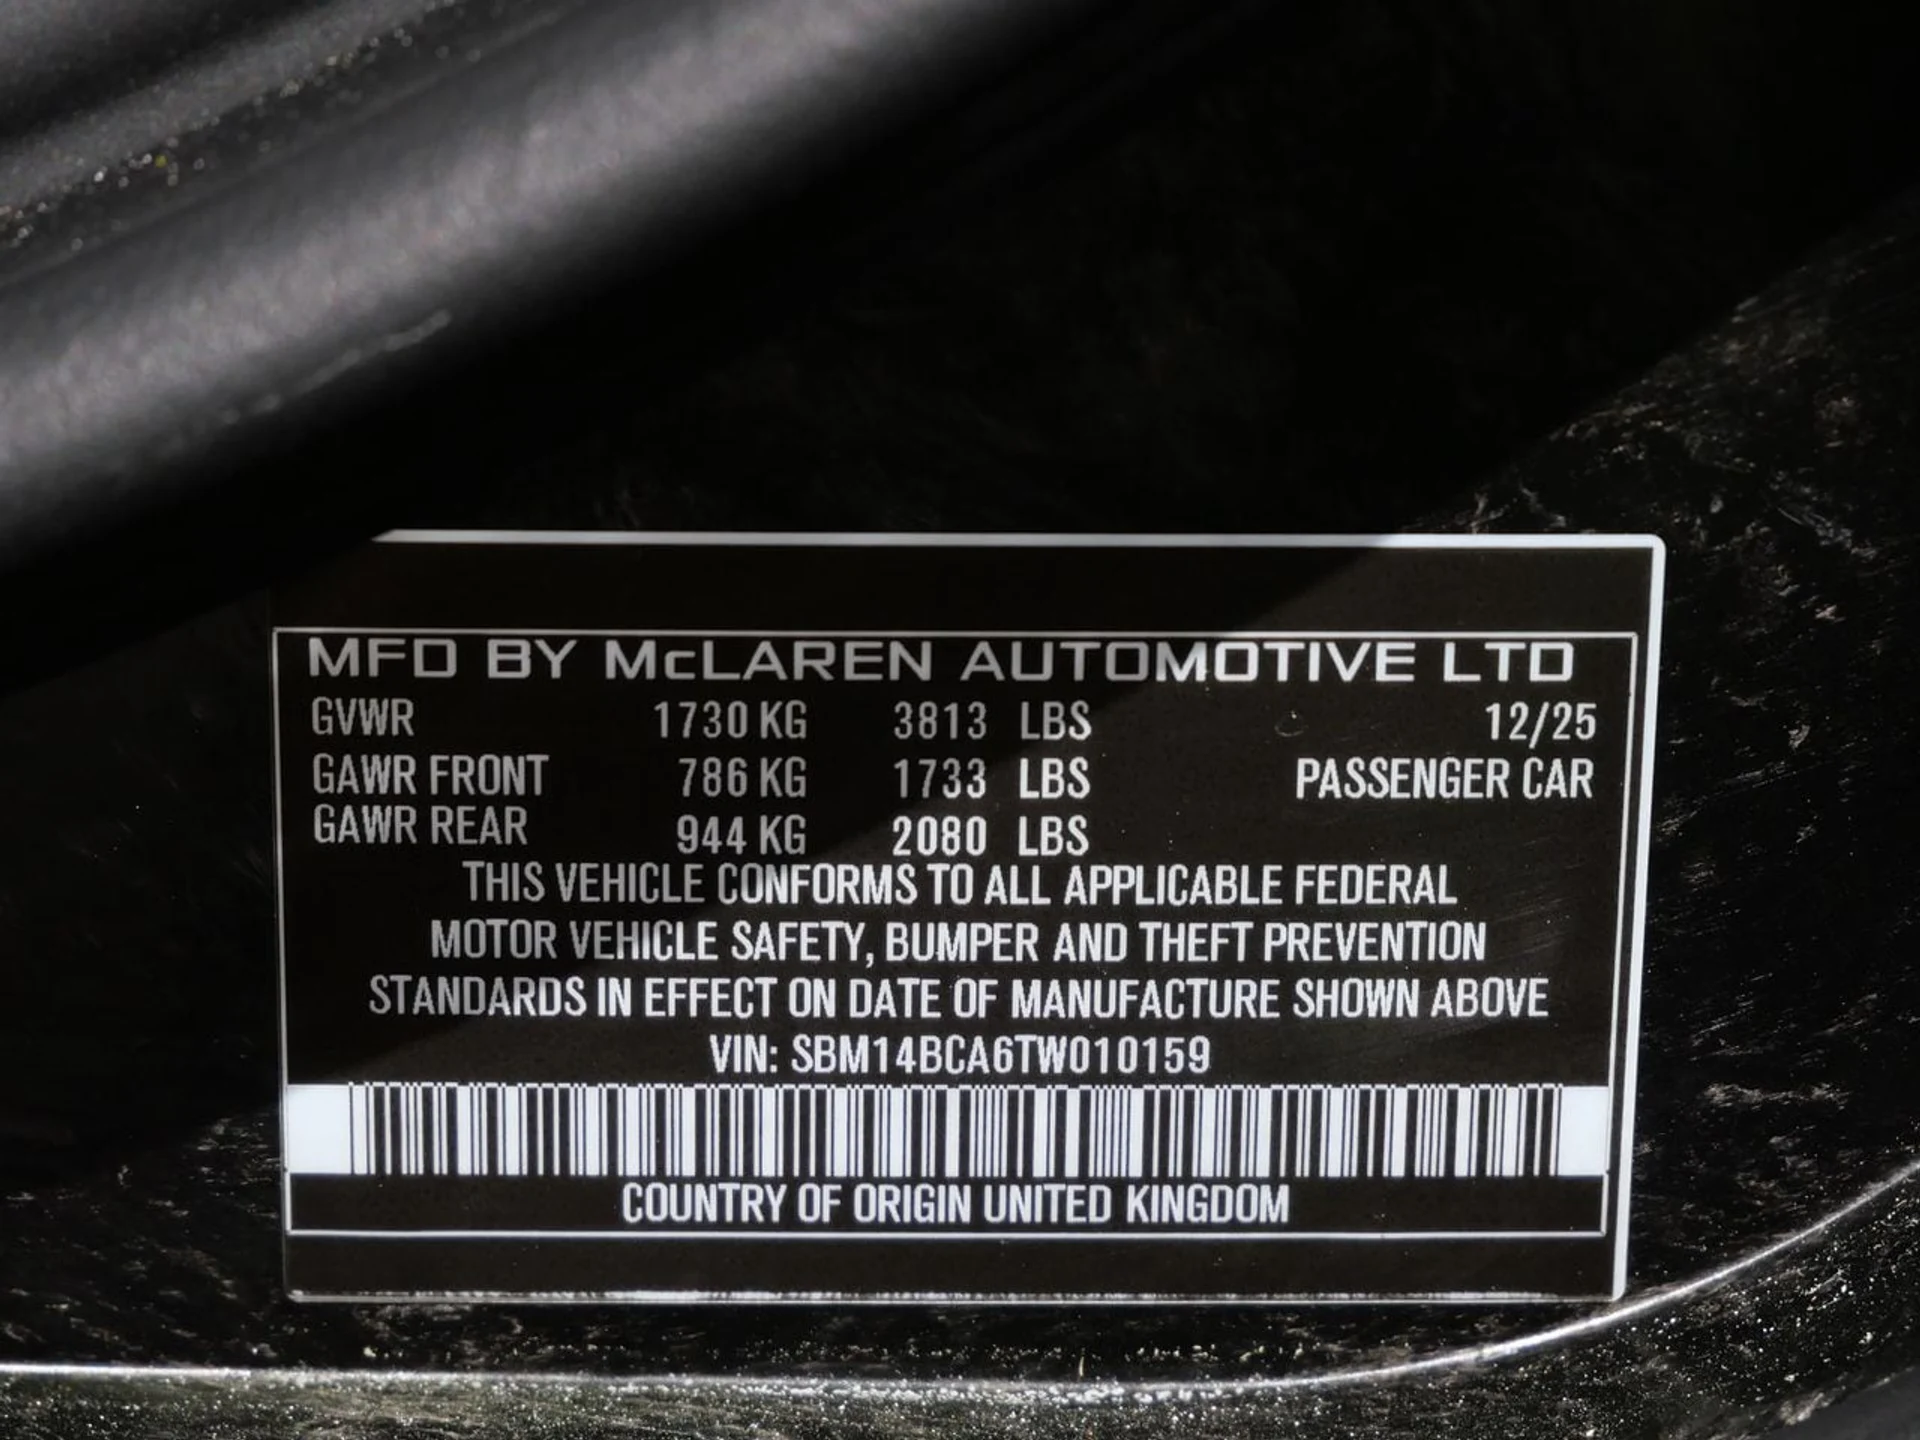 MFD BY McLAREN AUTOMOTIVE LTD
GVWR 1730 KG 3813 LBS 12/25
GAWR FRONT 786 KG 1733 LBS PASSENGER CAR
GAWR REAR 944 KG 2080 LBS
THIS VEHICLE CONFORMS TO ALL APPLICABLE FEDERAL
MOTOR VEHICLE SAFETY, BUMPER AND THEFT PREVENTION
STANDARDS IN EFFECT ON DATE OF MANUFACTURE SHOWN ABOVE
VIN: SBM14BCA6TW010159
COUNTRY OF ORIGIN UNITED KINGDOM